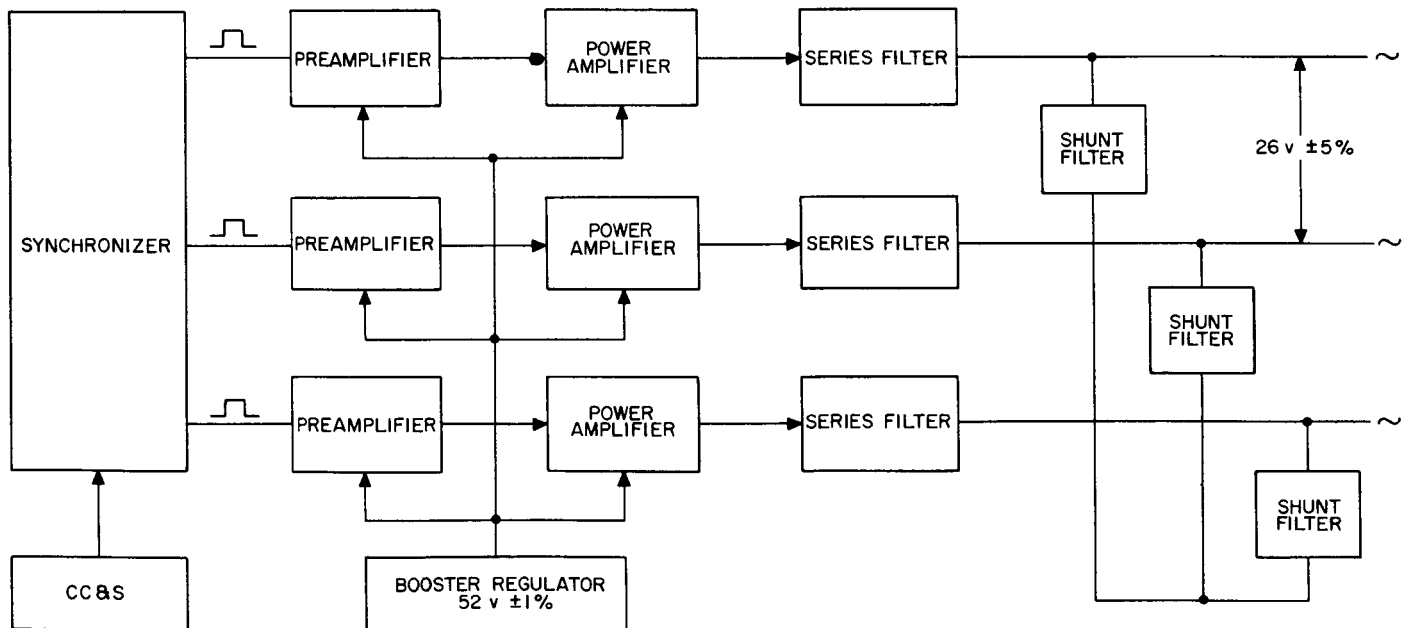 PREAMPLIFIER
POWER
AMPLIFIER
SERIES FILTER
~
SHUNT
FILTER
26 v ±5%
SYNCHRONIZER
PREAMPLIFIER
POWER
AMPLIFIER
SERIES FILTER
~
SHUNT
FILTER
PREAMPLIFIER
POWER
AMPLIFIER
SERIES FILTER
~
SHUNT
FILTER
CC&S
BOOSTER REGULATOR
52 v ±1%